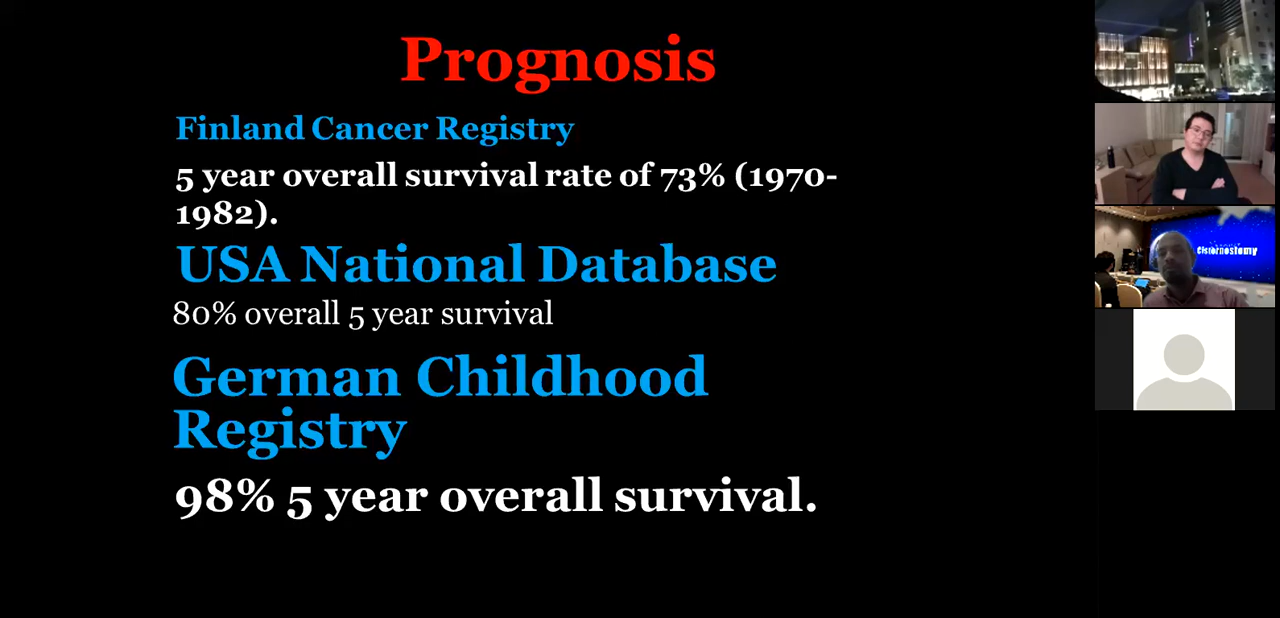 Prognosis
Finland Cancer Registry
5 year overall survival rate of 73% (1970-
1982).
USA National Database
80% overall 5 year survival
German Childhood
Registry
98% 5 year overall survival.
Cisternostomy